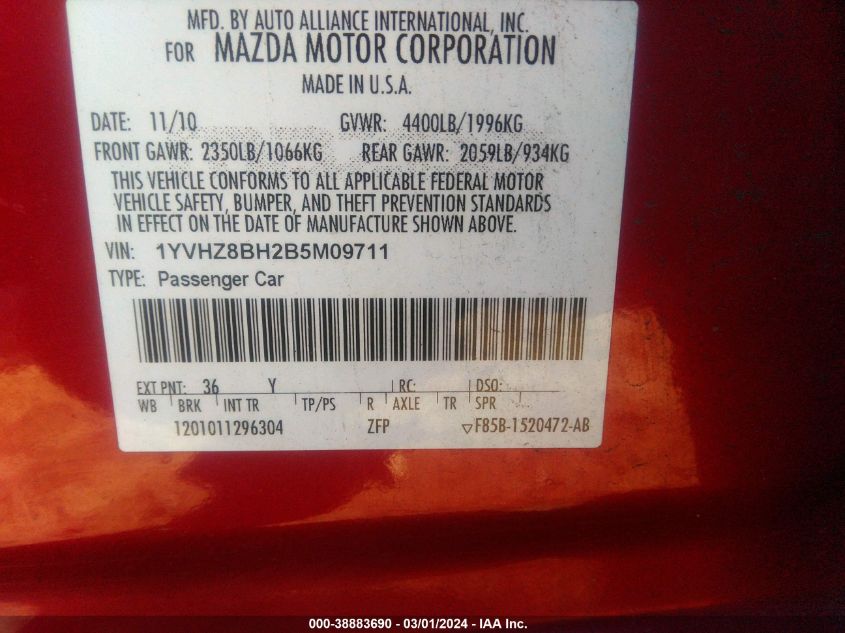 MFD. BY AUTO ALLIANCE INTERNATIONAL, INC.
FOR MAZDA MOTOR CORPORATION
MADE IN U.S.A.
DATE: 11/10 GVWR: 4400LB/1996KG
FRONT GAWR: 2350LB/1066KG REAR GAWR: 2059LB/934KG
THIS VEHICLE CONFORMS TO ALL APPLICABLE FEDERAL MOTOR
VEHICLE SAFETY, BUMPER, AND THEFT PREVENTION STANDARDS
IN EFFECT ON THE DATE OF MANUFACTURE SHOWN ABOVE.
VIN: 1YVHZ8BH2B5M09711
TYPE: Passenger Car
EXT PNT: 36 Y RC: DSO:
WB BRK INT TR TP/PS R AXLE TR SPR
1201011296304 ZFP ▽F85B-1520472-AB
000-38883690 - 03/01/2024 - IAAI - Copart Inc.